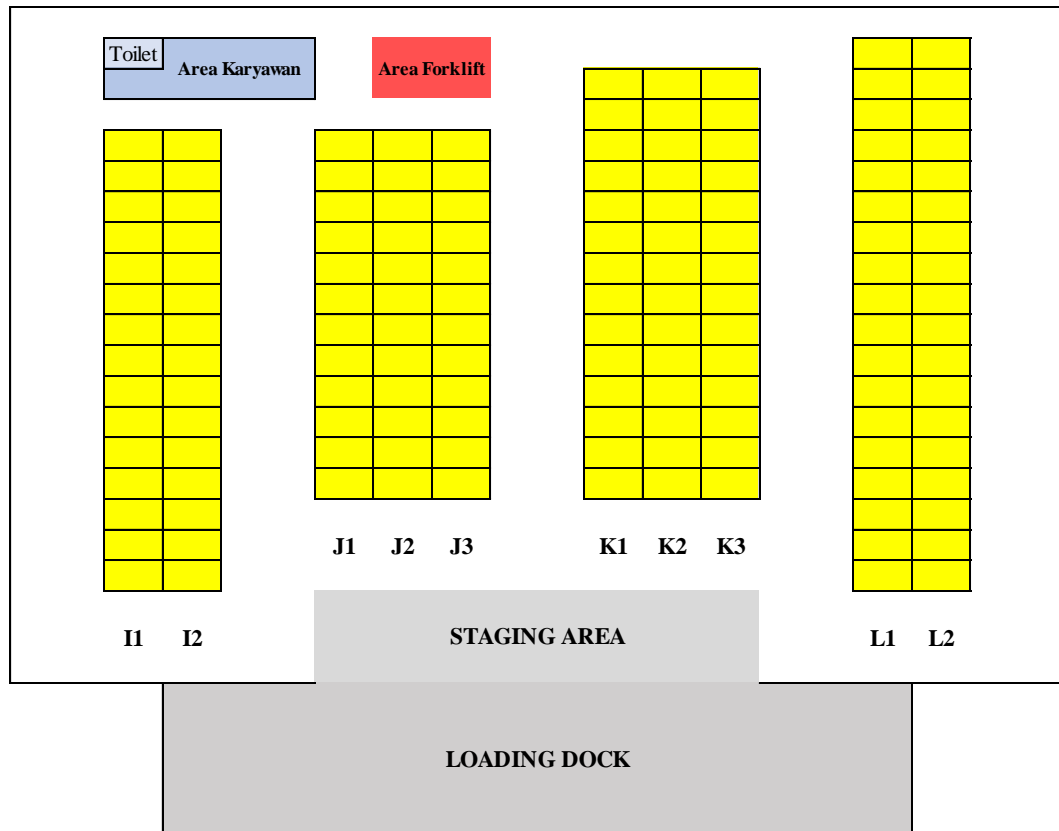 Toilet
Area Karyawan
Area Forklift
J1 J2 J3
K1 K2 K3
I1 I2
STAGING AREA
L1 L2
LOADING DOCK